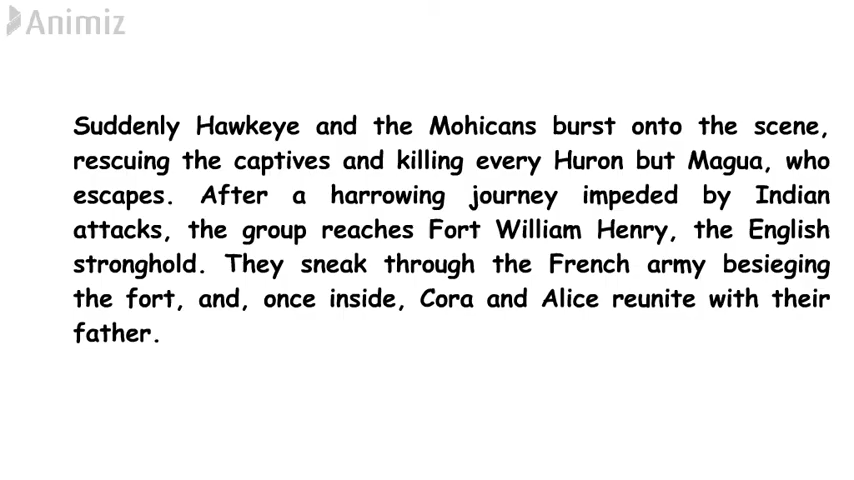 Animiz
Suddenly Hawkeye and the Mohicans burst onto the scene,
rescuing the captives and killing every Huron but Magua, who
escapes. After a harrowing journey impeded by Indian
attacks, the group reaches Fort William Henry, the English
stronghold. They sneak through the French army besieging
the fort, and, once inside, Cora and Alice reunite with their
father.